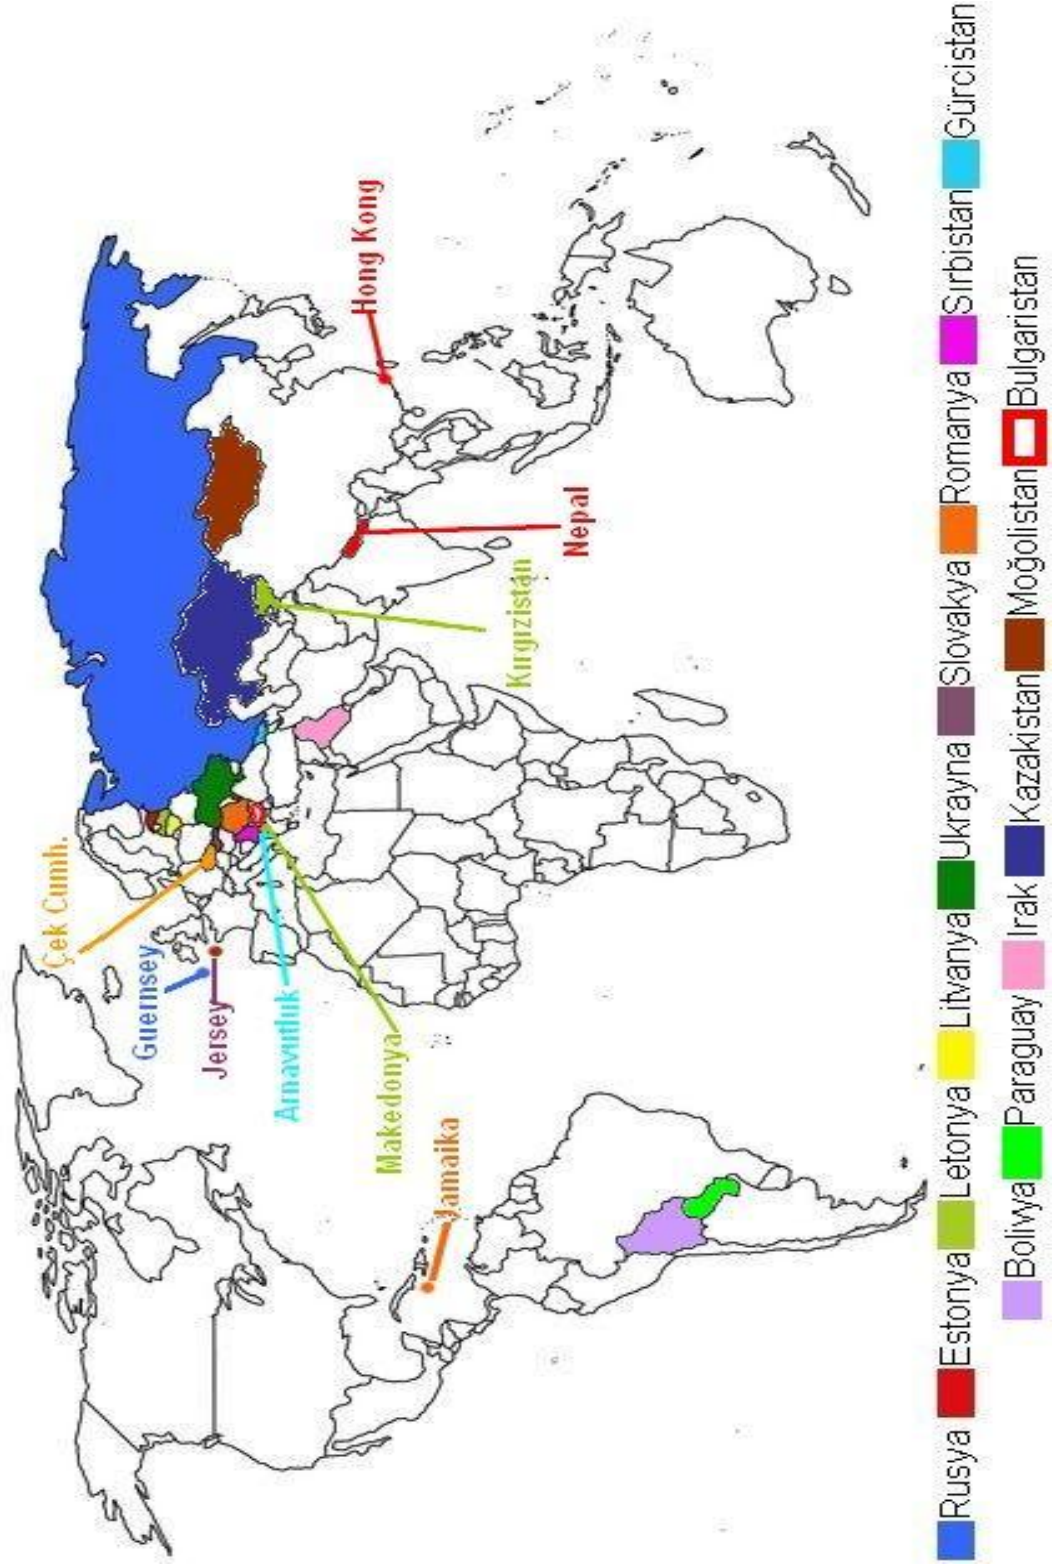 Çek Cumh.
Guernsey
Jersey
Arnavutluk
Makedonya
Jamaika
Hong Kong
Nepal
Kırgızistan
Rusya Estonya Letonya Litvanya Ukrayna Slovakya Romanya Sırbistan Gürcistan
Bolivya Paraguay Irak Kazakistan Moğolistan Bulgaristan